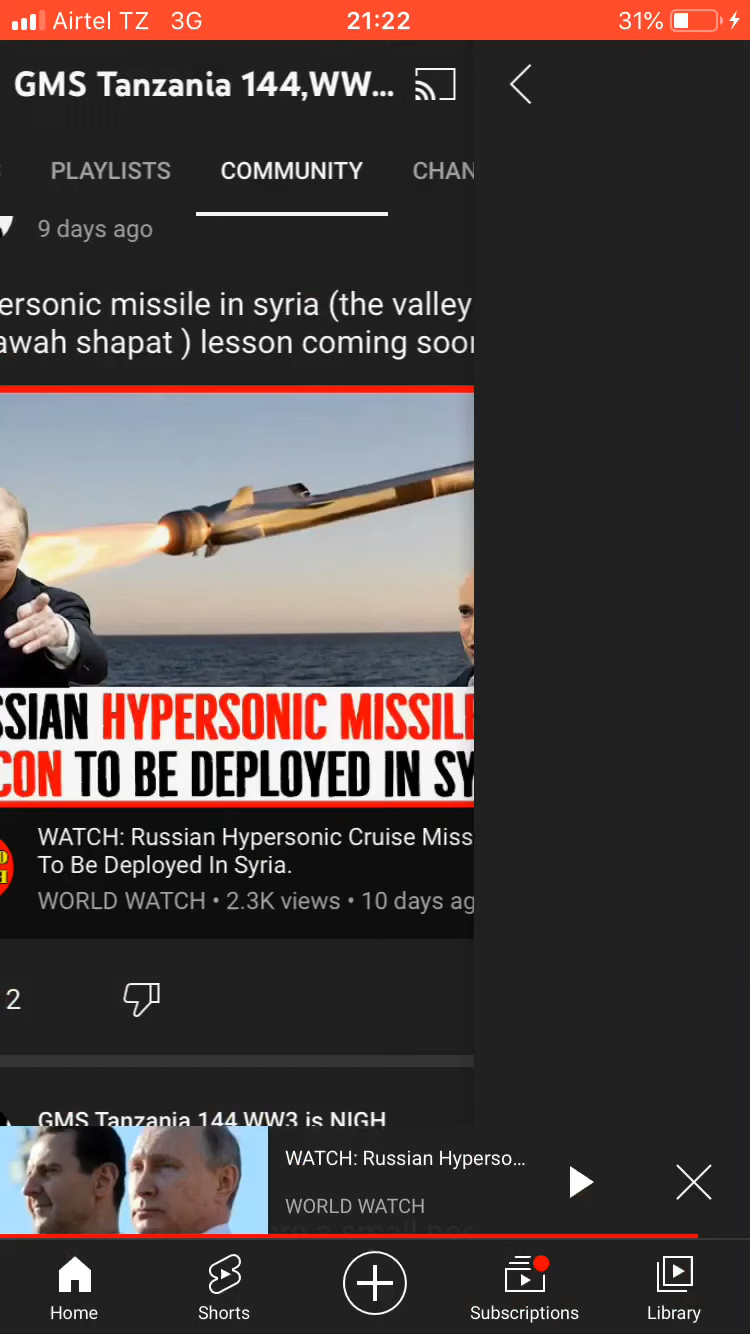 Airtel TZ 3G 21:22 31%
GMS Tanzania 144,WW...
PLAYLISTS COMMUNITY CHAN
9 days ago
ersonic missile in syria (the valley
awah shapat ) lesson coming soon
SSIAN HYPERSONIC MISSILE
CON TO BE DEPLOYED IN SY
WATCH: Russian Hypersonic Cruise Miss
To Be Deployed In Syria.
WORLD WATCH • 2.3K views • 10 days ag
2
GMS Tanzania 144,WW3 is NIGH
WATCH: Russian Hyperso...
WORLD WATCH
Home Shorts Subscriptions Library